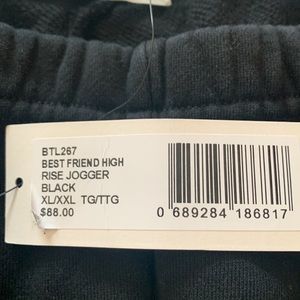 BTL267
BEST FRIEND HIGH
RISE JOGGER
BLACK
XL/XXL TG/TTG
$88.00
0 689284 186817